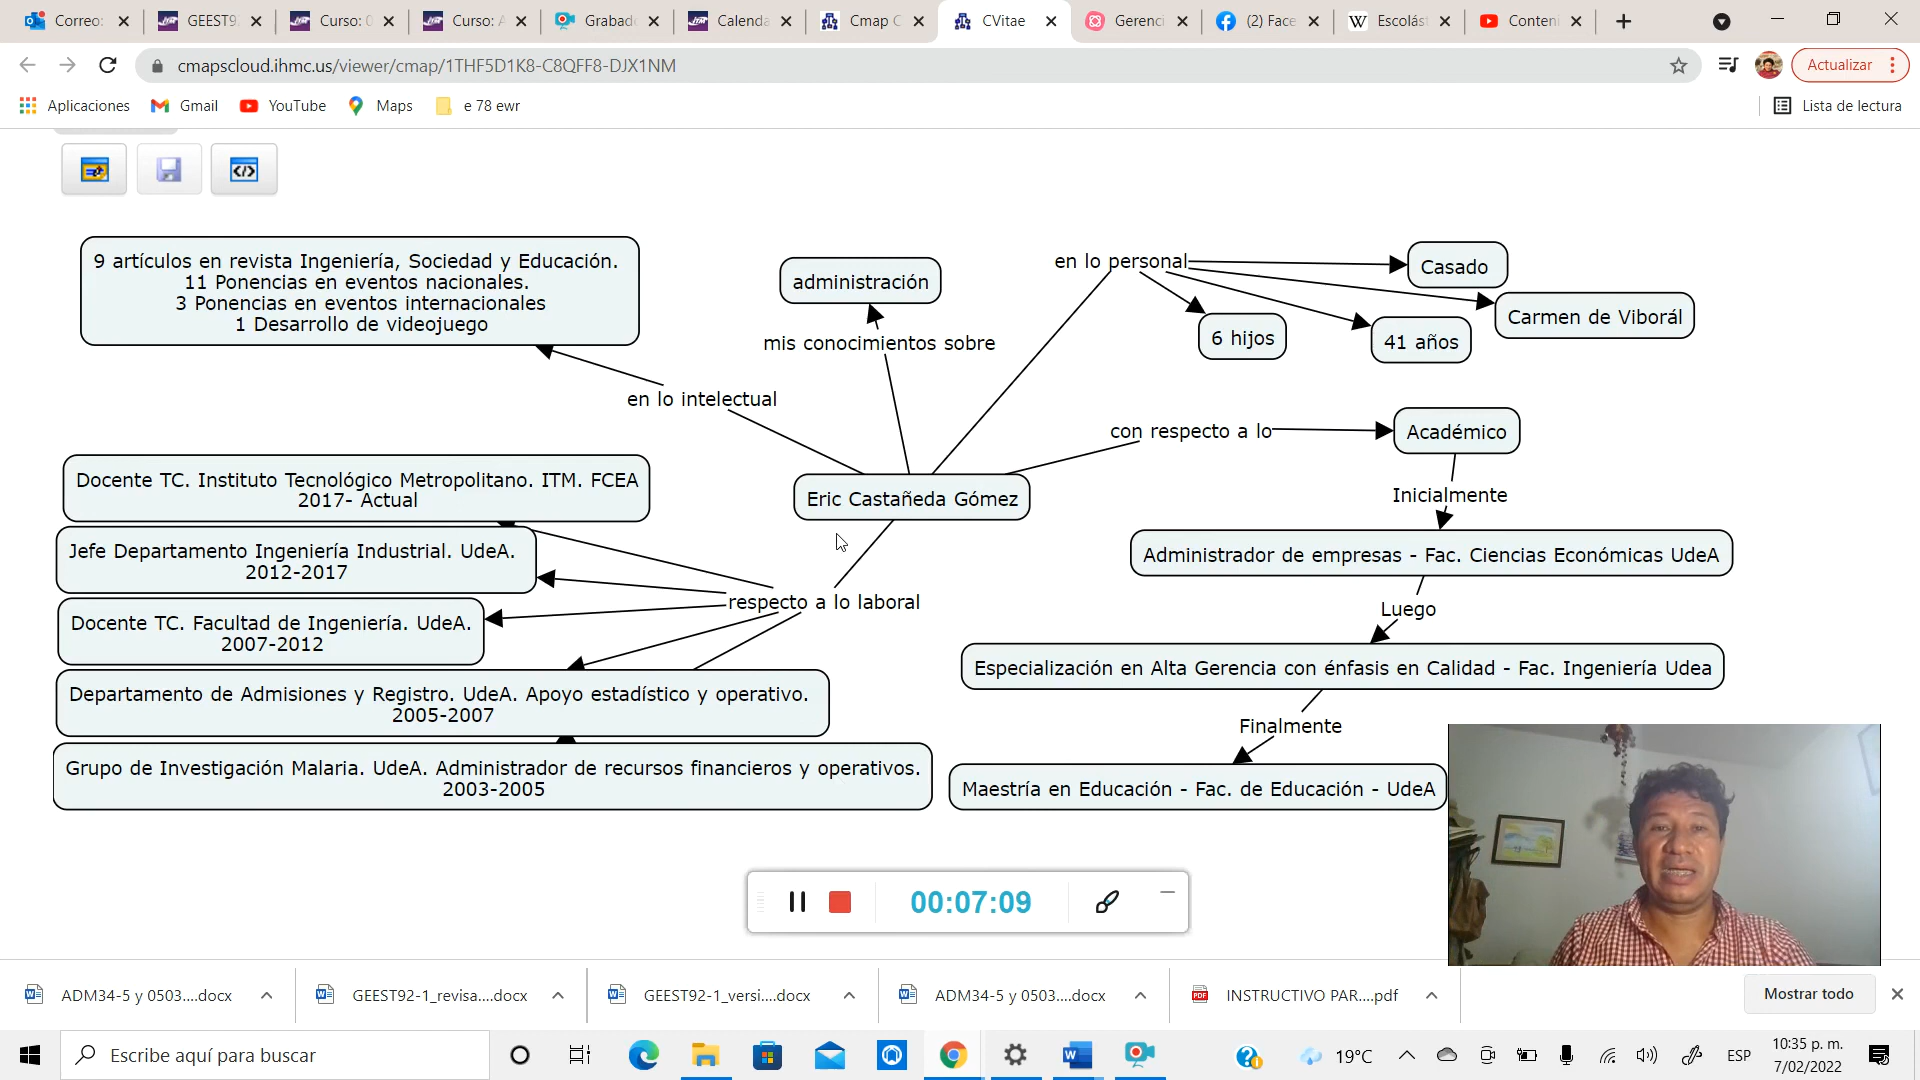 Correo:
GEEST9
Curso: 0
Curso: A
Grabad
Calenda
Cmap C
CVitae
Gerenci
(2) Face
Escolást
Conteni
cmapscloud.ihmc.us/viewer/cmap/1THF5D1K8-C8QFF8-DJX1NM
Actualizar
Aplicaciones
Gmail
YouTube
Maps
e 78 ewr
Lista de lectura
9 artículos en revista Ingeniería, Sociedad y Educación.
11 Ponencias en eventos nacionales.
3 Ponencias en eventos internacionales
1 Desarrollo de videojuego
administración
mis conocimientos sobre
en lo personal
Casado
Carmen de Viborál
6 hijos
41 años
en lo intelectual
con respecto a lo
Académico
Docente TC. Instituto Tecnológico Metropolitano. ITM. FCEA
2017- Actual
Eric Castañeda Gómez
Inicialmente
Jefe Departamento Ingeniería Industrial. UdeA.
2012-2017
Administrador de empresas - Fac. Ciencias Económicas UdeA
respecto a lo laboral
Luego
Docente TC. Facultad de Ingeniería. UdeA.
2007-2012
Especialización en Alta Gerencia con énfasis en Calidad - Fac. Ingeniería Udea
Departamento de Admisiones y Registro. UdeA. Apoyo estadístico y operativo.
2005-2007
Finalmente
Grupo de Investigación Malaria. UdeA. Administrador de recursos financieros y operativos.
2003-2005
Maestría en Educación - Fac. de Educación - UdeA
00:07:09
ADM34-5 y 0503....docx
GEEST92-1_revisa....docx
GEEST92-1_versi....docx
ADM34-5 y 0503....docx
INSTRUCTIVO PAR....pdf
Mostrar todo
Escribe aquí para buscar
19°C
ESP
10:35 p. m.
7/02/2022